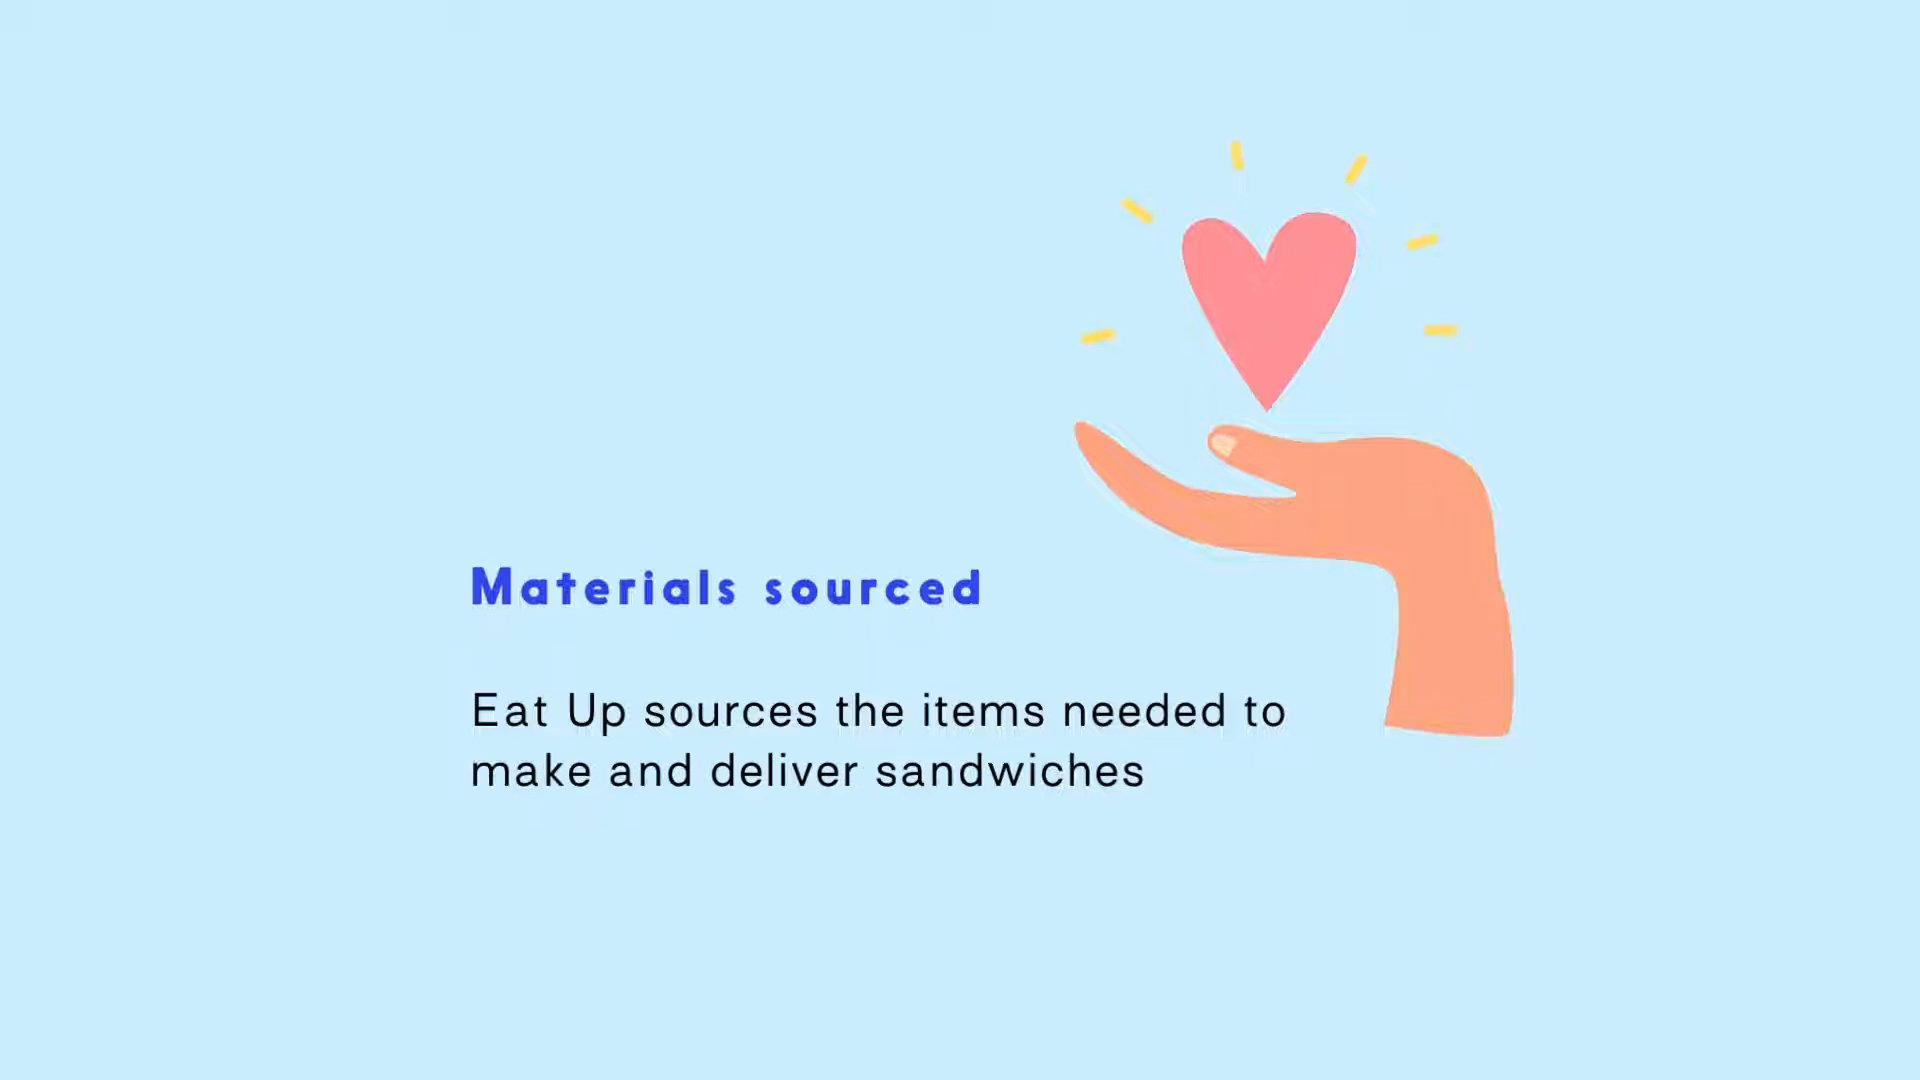 Materials sourced
Eat Up sources the items needed to
make and deliver sandwiches